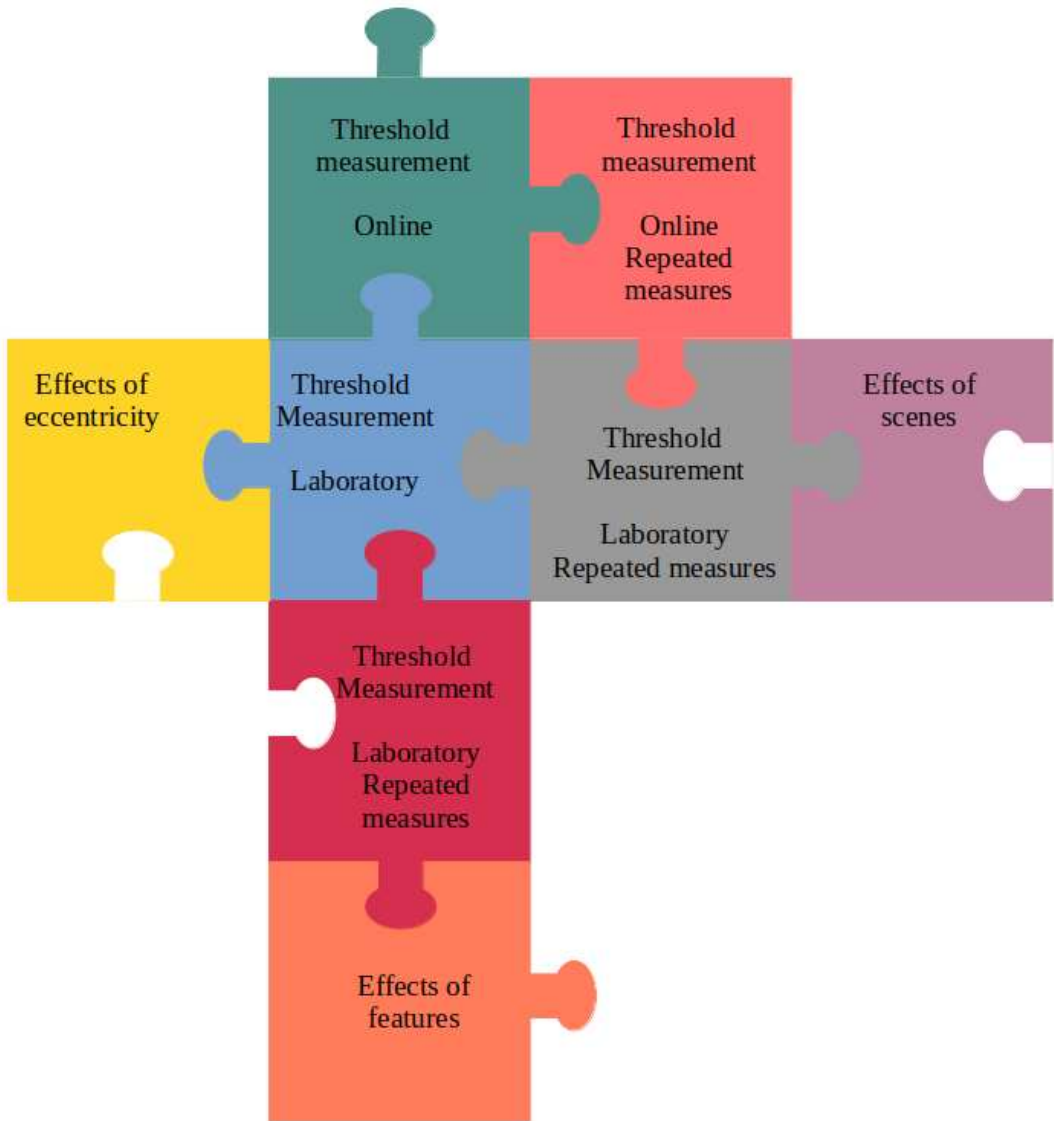 Threshold
measurement
Online
Threshold
measurement
Online
Repeated
measures
Effects of
eccentricity
Threshold
Measurement
Laboratory
Threshold
Measurement
Laboratory
Repeated measures
Effects of
scenes
Threshold
Measurement
Laboratory
Repeated
measures
Effects of
features